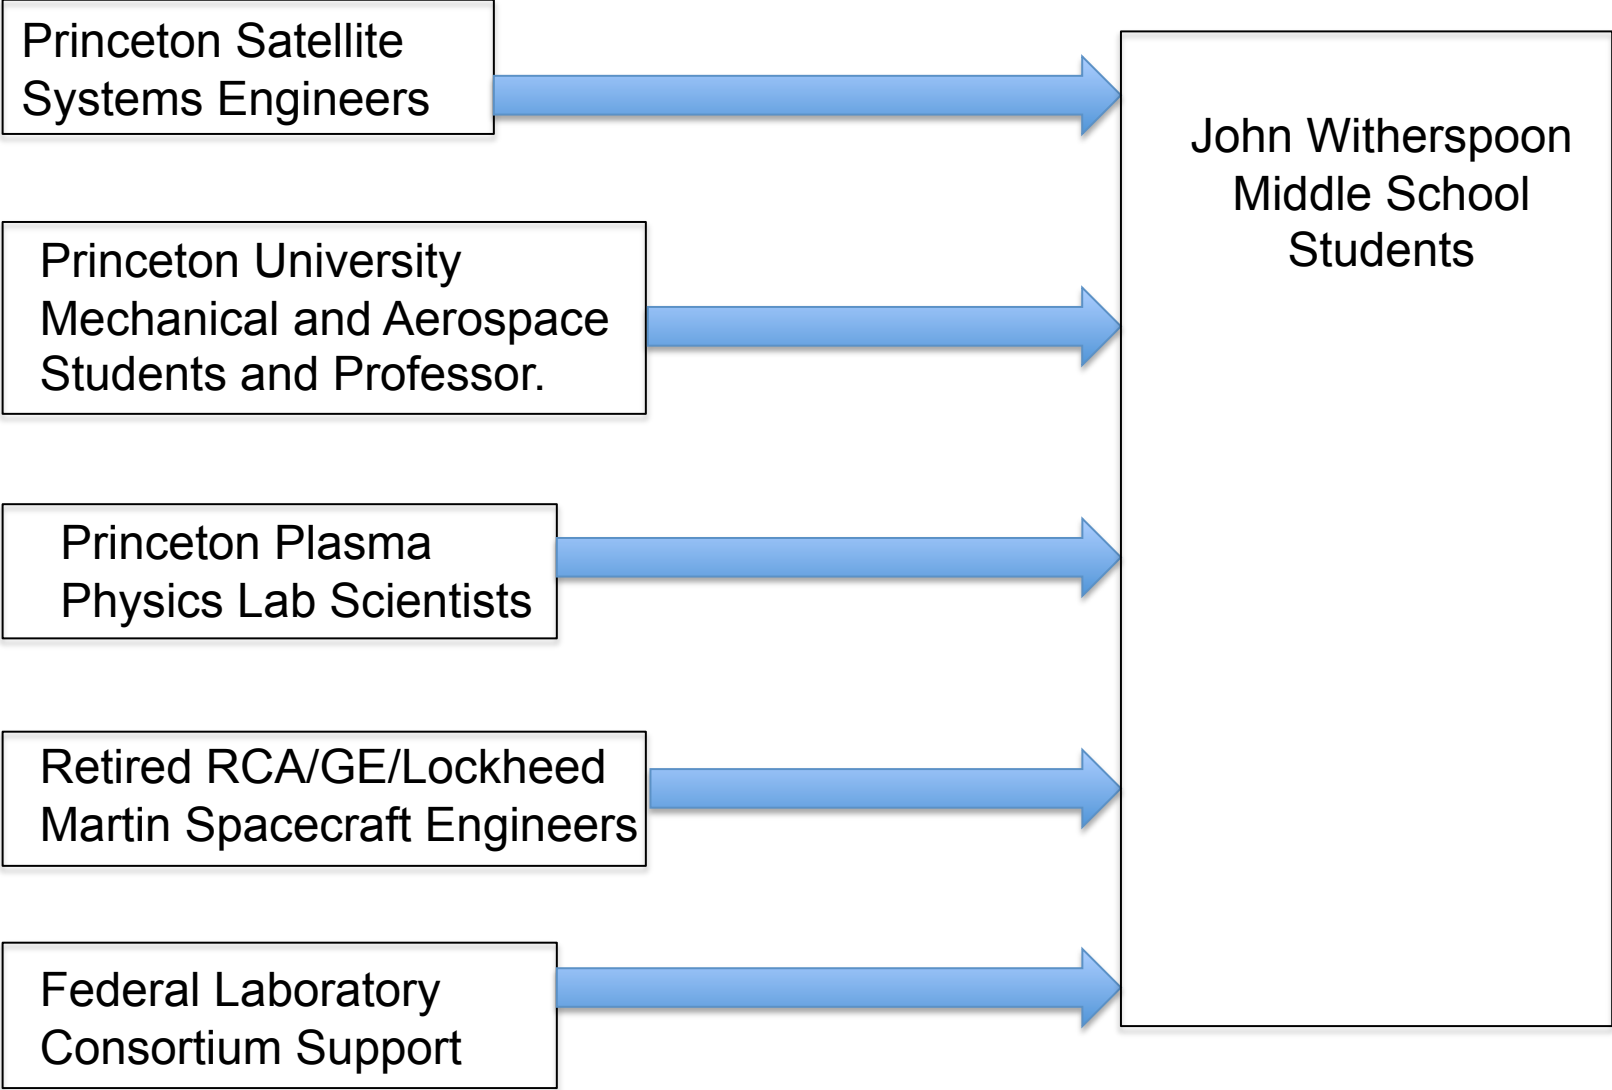 Princeton Satellite
Systems Engineers
John Witherspoon
Middle School
Students
Princeton University
Mechanical and Aerospace
Students and Professor.
Princeton Plasma
Physics Lab Scientists
Retired RCA/GE/Lockheed
Martin Spacecraft Engineers
Federal Laboratory
Consortium Support